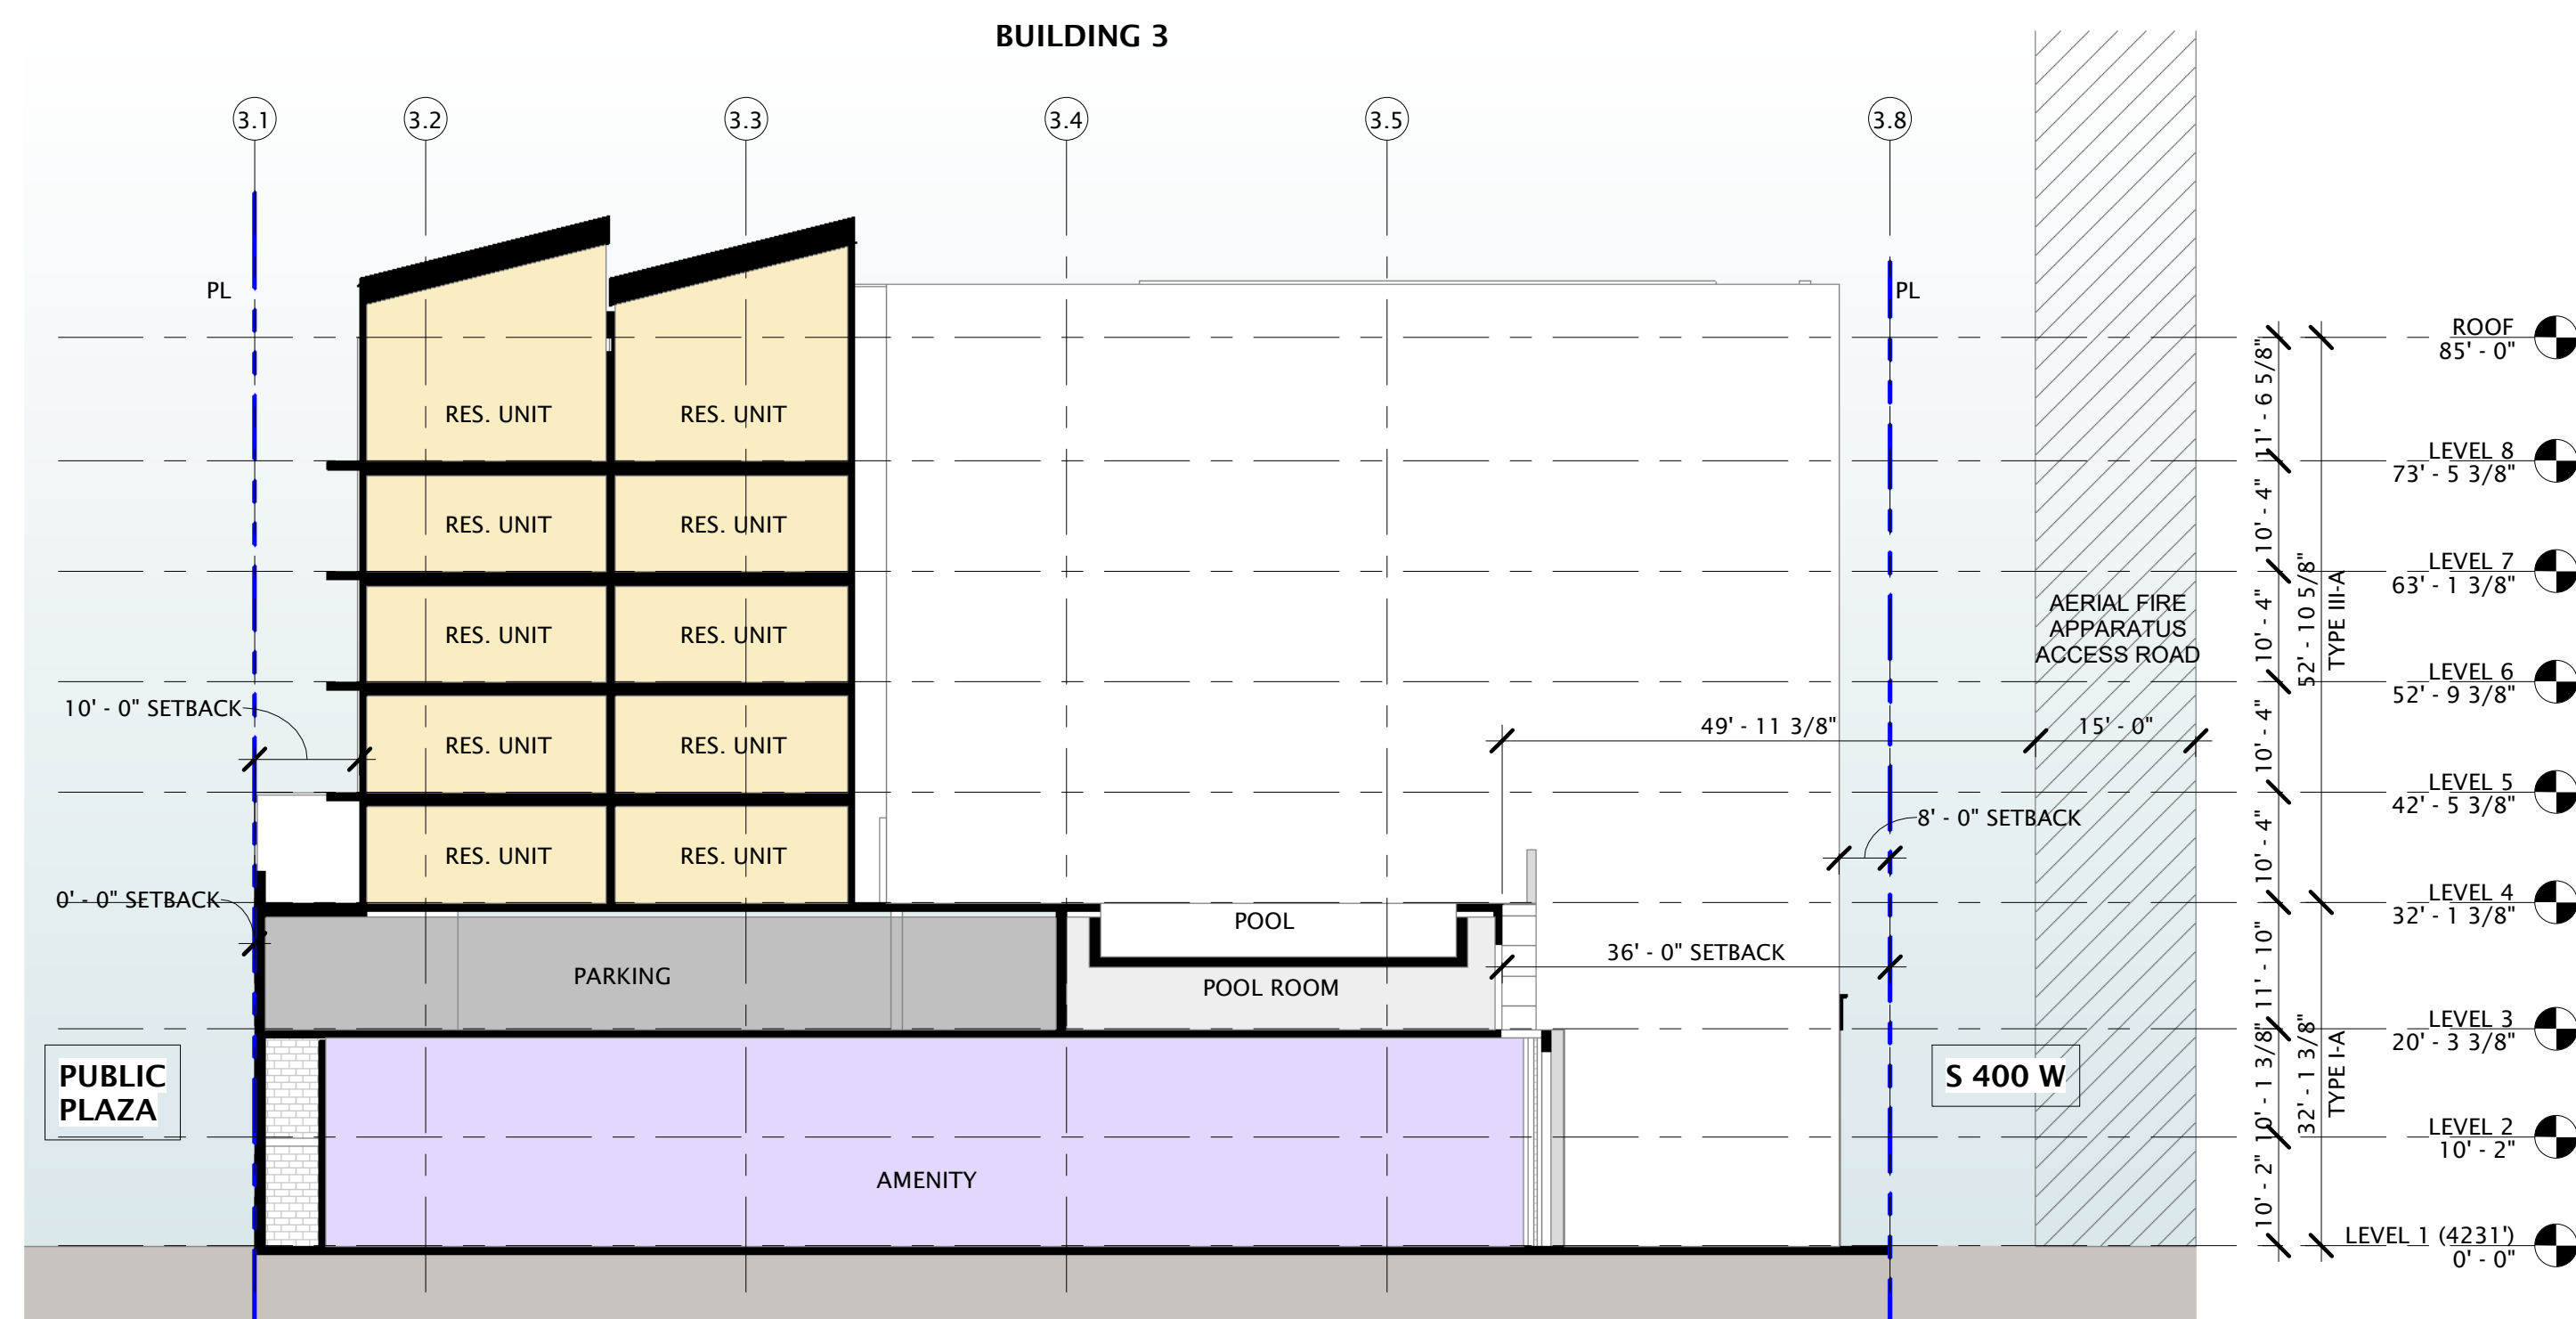 BUILDING 3
3.1
3.2
3.3
3.4
3.5
3.8
PL
PL
ROOF
85' - 0"
LEVEL 8
73' - 5 3/8"
LEVEL 7
63' - 1 3/8"
LEVEL 6
52' - 9 3/8"
LEVEL 5
42' - 5 3/8"
LEVEL 4
32' - 1 3/8"
LEVEL 3
20' - 3 3/8"
LEVEL 2
10' - 2"
LEVEL 1 (4231')
0' - 0"
11' - 6 5/8"
10' - 4"
10' - 4"
10' - 4"
10' - 4"
10' - 4"
11' - 10"
10' - 1 3/8"
10' - 2"
52' - 10 5/8"
TYPE III-A
32' - 1 3/8"
TYPE I-A
RES. UNIT
RES. UNIT
RES. UNIT
RES. UNIT
RES. UNIT
RES. UNIT
RES. UNIT
RES. UNIT
RES. UNIT
RES. UNIT
AERIAL FIRE
APPARATUS
ACCESS ROAD
10' - 0" SETBACK
49' - 11 3/8"
15' - 0"
8' - 0" SETBACK
0' - 0" SETBACK
POOL
36' - 0" SETBACK
PARKING
POOL ROOM
PUBLIC
PLAZA
S 400 W
AMENITY